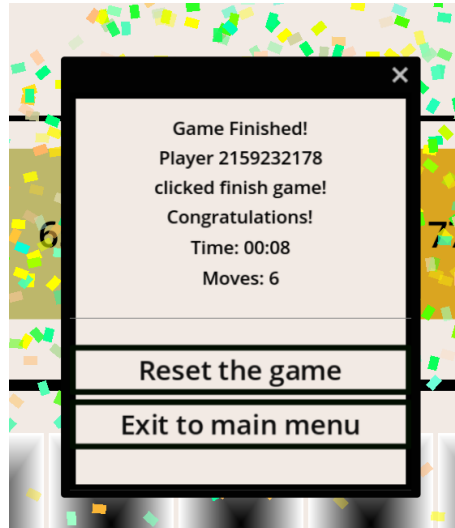 Game Finished!
Player 2159232178
clicked finish game!
Congratulations!
Time: 00:08
Moves: 6
Reset the game
Exit to main menu